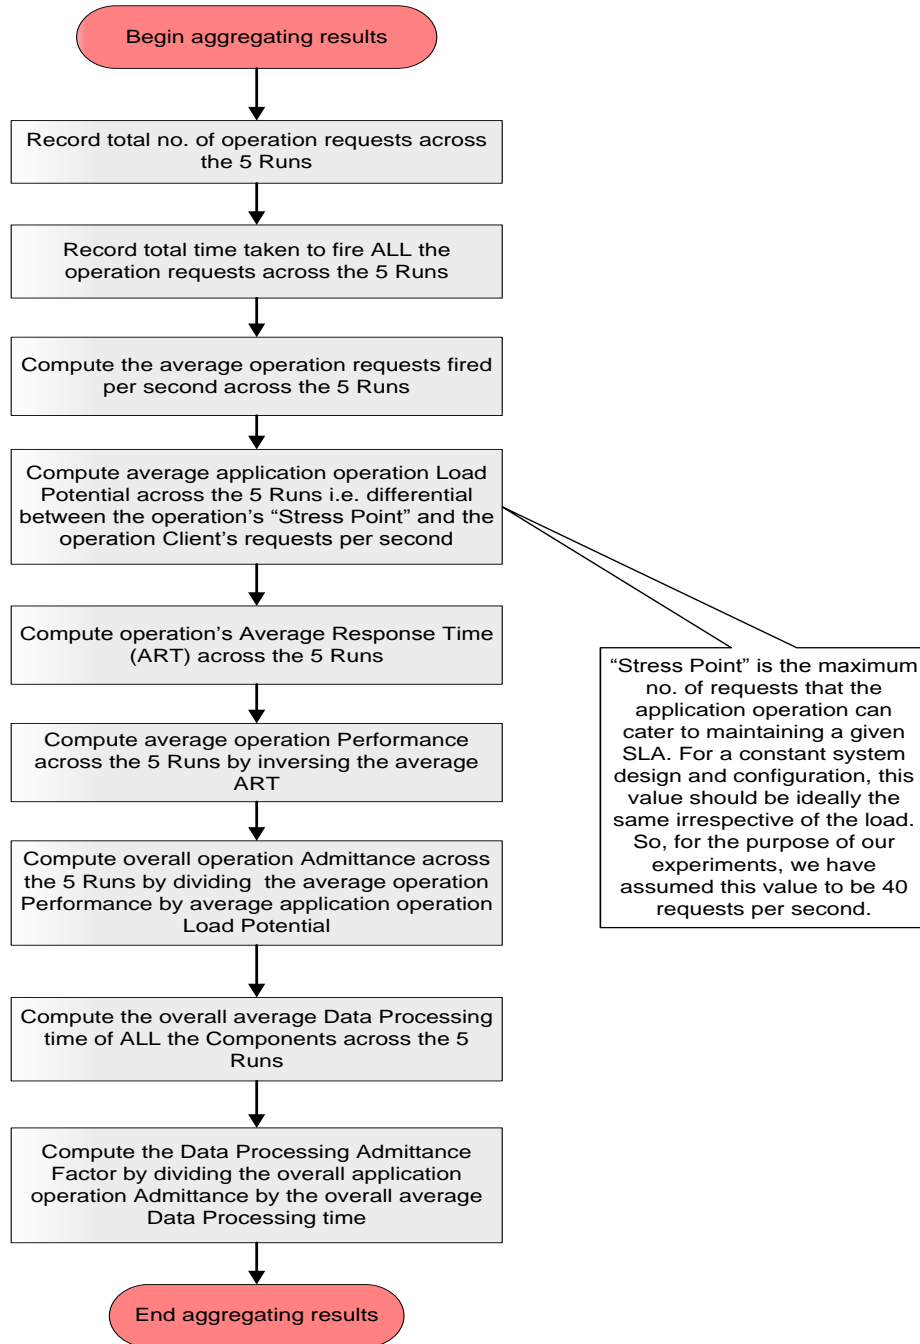 Begin aggregating results
Record total no. of operation requests across
the 5 Runs
Record total time taken to fire ALL the
operation requests across the 5 Runs
Compute the average operation requests fired
per second across the 5 Runs
Compute average application operation Load
Potential across the 5 Runs i.e. differential
between the operation’s “Stress Point” and the
operation Client’s requests per second
Compute operation’s Average Response Time
(ART) across the 5 Runs
“Stress Point” is the maximum
no. of requests that the
application operation can
cater to maintaining a given
SLA. For a constant system
design and configuration, this
value should be ideally the
same irrespective of the load.
So, for the purpose of our
experiments, we have
assumed this value to be 40
requests per second.
Compute average operation Performance
across the 5 Runs by inversing the average
ART
Compute overall operation Admittance across
the 5 Runs by dividing  the average operation
Performance by average application operation
Load Potential
Compute the overall average Data Processing
time of ALL the Components across the 5
Runs
Compute the Data Processing Admittance
Factor by dividing the overall application
operation Admittance by the overall average
Data Processing time
End aggregating results